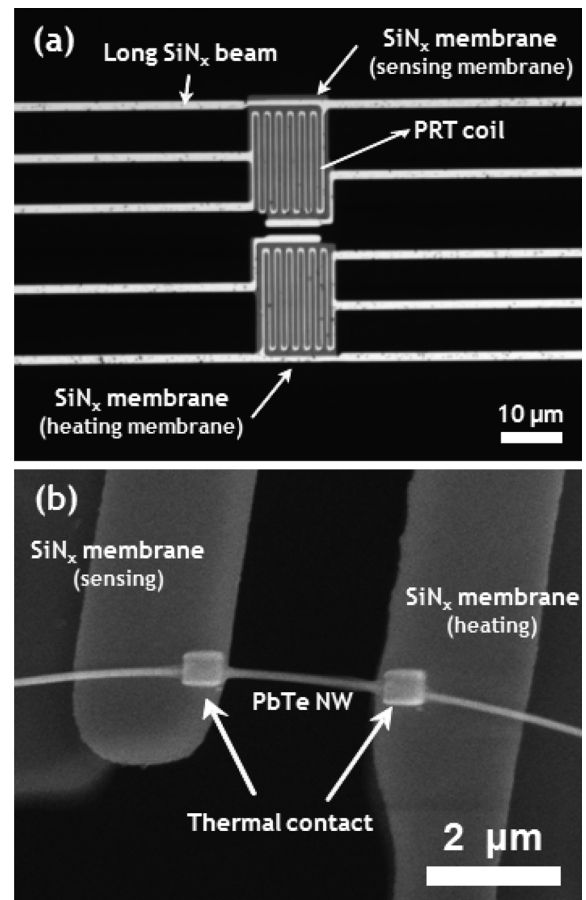 (a)
Long SiNx beam
SiNx membrane
(sensing membrane)
PRT coil
SiNx membrane
(heating membrane)
10 μm
(b)
SiNx membrane
(sensing)
SiNx membrane
(heating)
PbTe NW
Thermal contact
2 μm